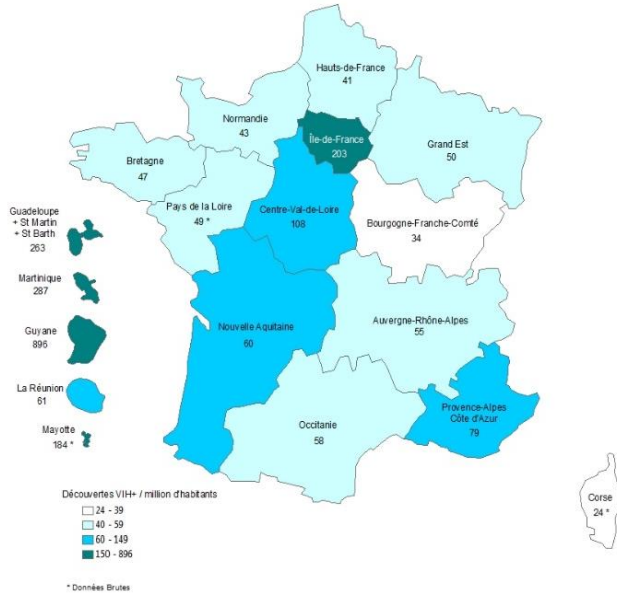 Hauts-de-France
41
Normandie
43
Île-de-France
203
Grand Est
50
Bretagne
47
Pays de la Loire
49 *
Centre-Val-de-Loire
108
Bourgogne-Franche-Comté
34
Guadeloupe
+ St Martin
+ St Barth
263
Martinique
287
Guyane
896
La Réunion
61
Mayotte
184 *
Nouvelle Aquitaine
60
Auvergne-Rhône-Alpes
55
Occitanie
58
Provence-Alpes
Côte d'Azur
79
Corse
24 *
Découvertes VIH+ / million d'habitants
24 - 39
40 - 59
60 - 149
150 - 896
* Données Brutes